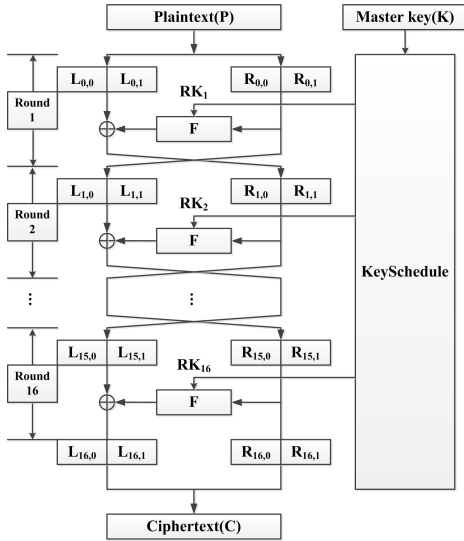 Plaintext(P)
Master key(K)
L0,0 L0,1
R0,0 R0,1
RK1
Round
1
F
L1,0 L1,1
R1,0 R1,1
RK2
Round
2
F
KeySchedule
...
...
L15,0 L15,1
R15,0 R15,1
RK16
Round
16
F
L16,0 L16,1
R16,0 R16,1
Ciphertext(C)